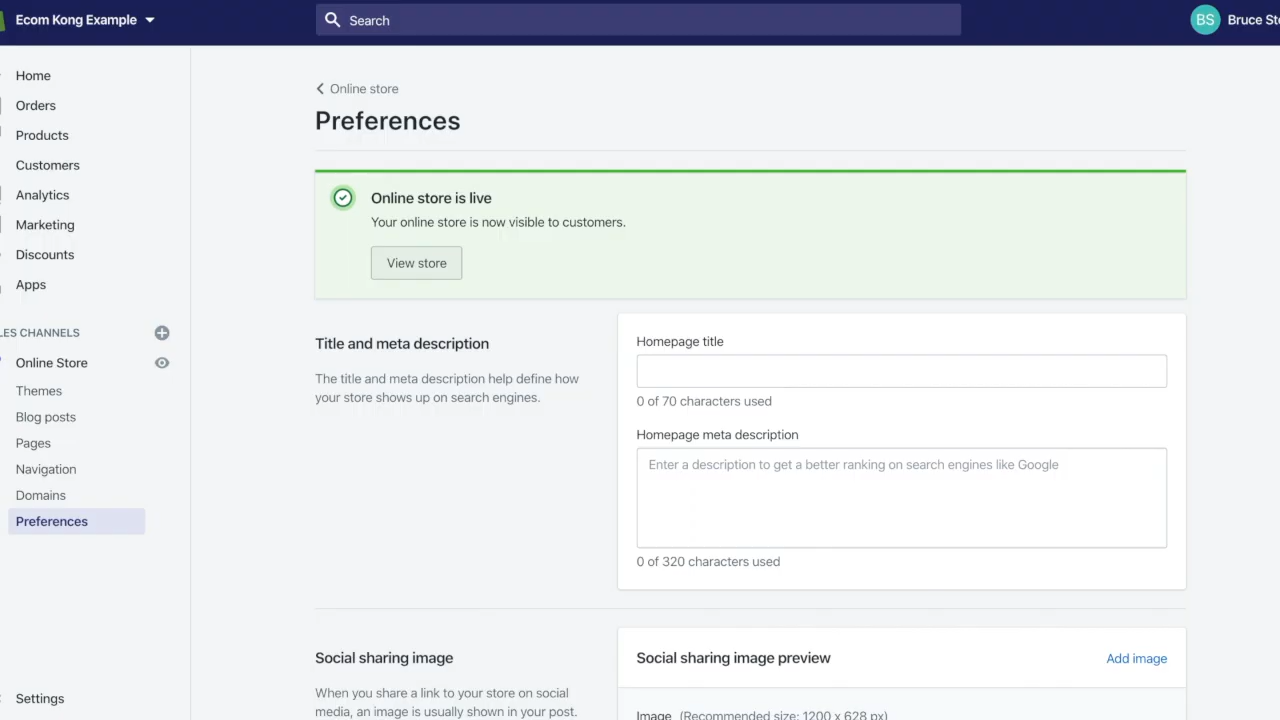 Ecom Kong Example
Search
BS
Bruce
Home
Orders
Products
Customers
Analytics
Marketing
Discounts
Apps
CHANNELS
Online Store
Themes
Blog posts
Pages
Navigation
Domains
Preferences
Settings
Online store
Preferences
Online store is live
Your online store is now visible to customers.
View store
Title and meta description
The title and meta description help define how
your store shows up on search engines.
Homepage title
0 of 70 characters used
Homepage meta description
Enter a description to get a better ranking on search engines like Google
0 of 320 characters used
Social sharing image
When you share a link to your store on social
media, an image is usually shown in your post.
Social sharing image preview
Add image
Image (Recommended size: 1200 x 628 px)